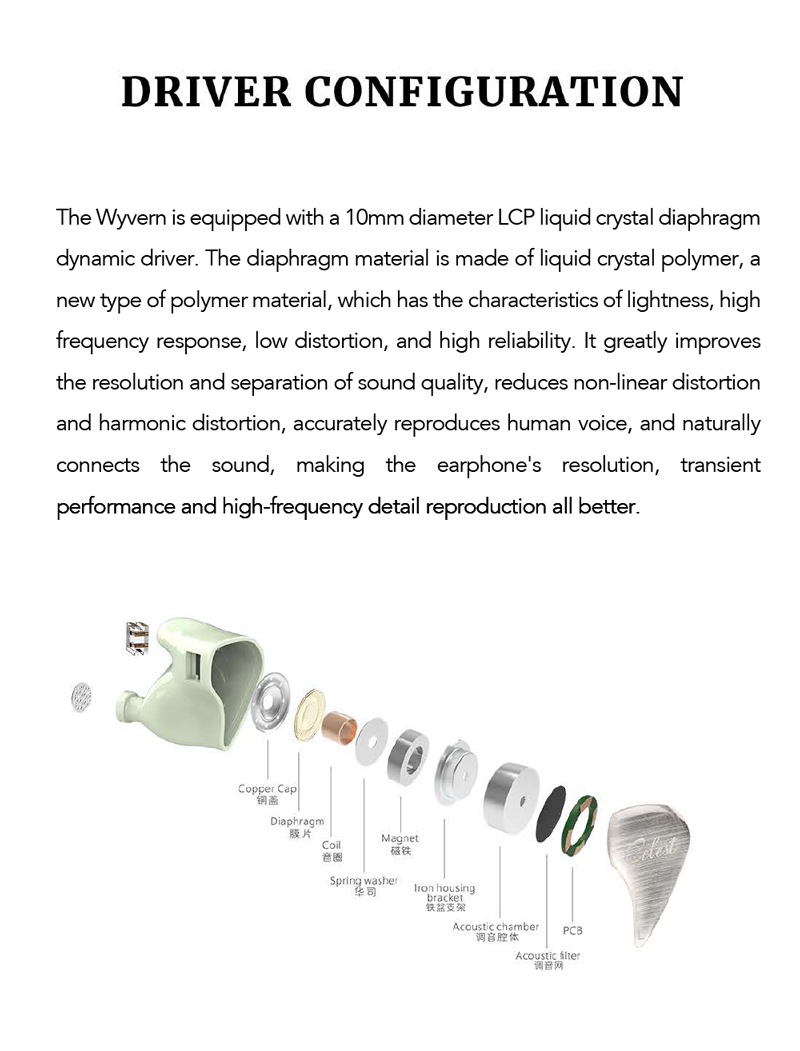 DRIVER CONFIGURATION
The Wyvern is equipped with a 10mm diameter LCP liquid crystal diaphragm
dynamic driver. The diaphragm material is made of liquid crystal polymer, a
new type of polymer material, which has the characteristics of lightness, high
frequency response, low distortion, and high reliability. It greatly improves
the resolution and separation of sound quality, reduces non-linear distortion
and harmonic distortion, accurately reproduces human voice, and naturally
connects the sound, making the earphone's resolution, transient
performance and high-frequency detail reproduction all better.
Copper Cap
铜盖
Diaphragm
膜片
Coil
音圈
Spring washer
华司
Magnet
磁铁
Iron housing
bracket
铁盆支架
Acoustic chamber
调音腔体
Acoustic filter
调音网
PCB
Celest